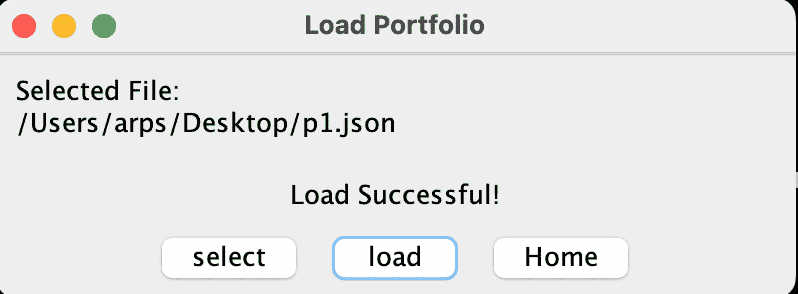 Load Portfolio
Selected File:
/Users/arps/Desktop/p1.json
Load Successful!
select load Home